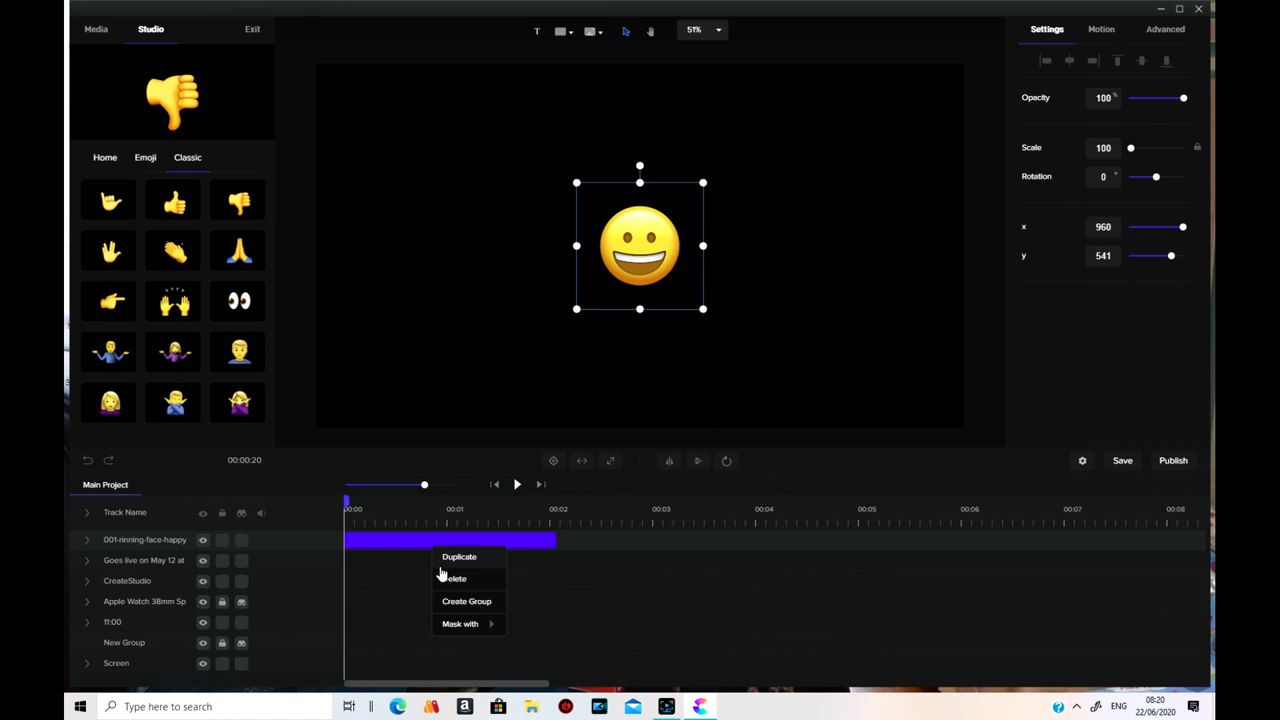 Media Studio Exit
T 51%
Settings Motion Advanced
Opacity 100 %
Home Emoji Classic
Scale 100
Rotation 0 °
x 960
y 541
00:00:20
Save Publish
Main Project
Track Name
00:00 00:01 00:02 00:03 00:04 00:05 00:06 00:07 00:08
001-rinning-face-happy
Goes live on May 12 at
CreateStudio
Apple Watch 38mm Sp
11:00
New Group
Screen
Duplicate
elete
Create Group
Mask with
Type here to search
ENG
08:20
22/06/2020